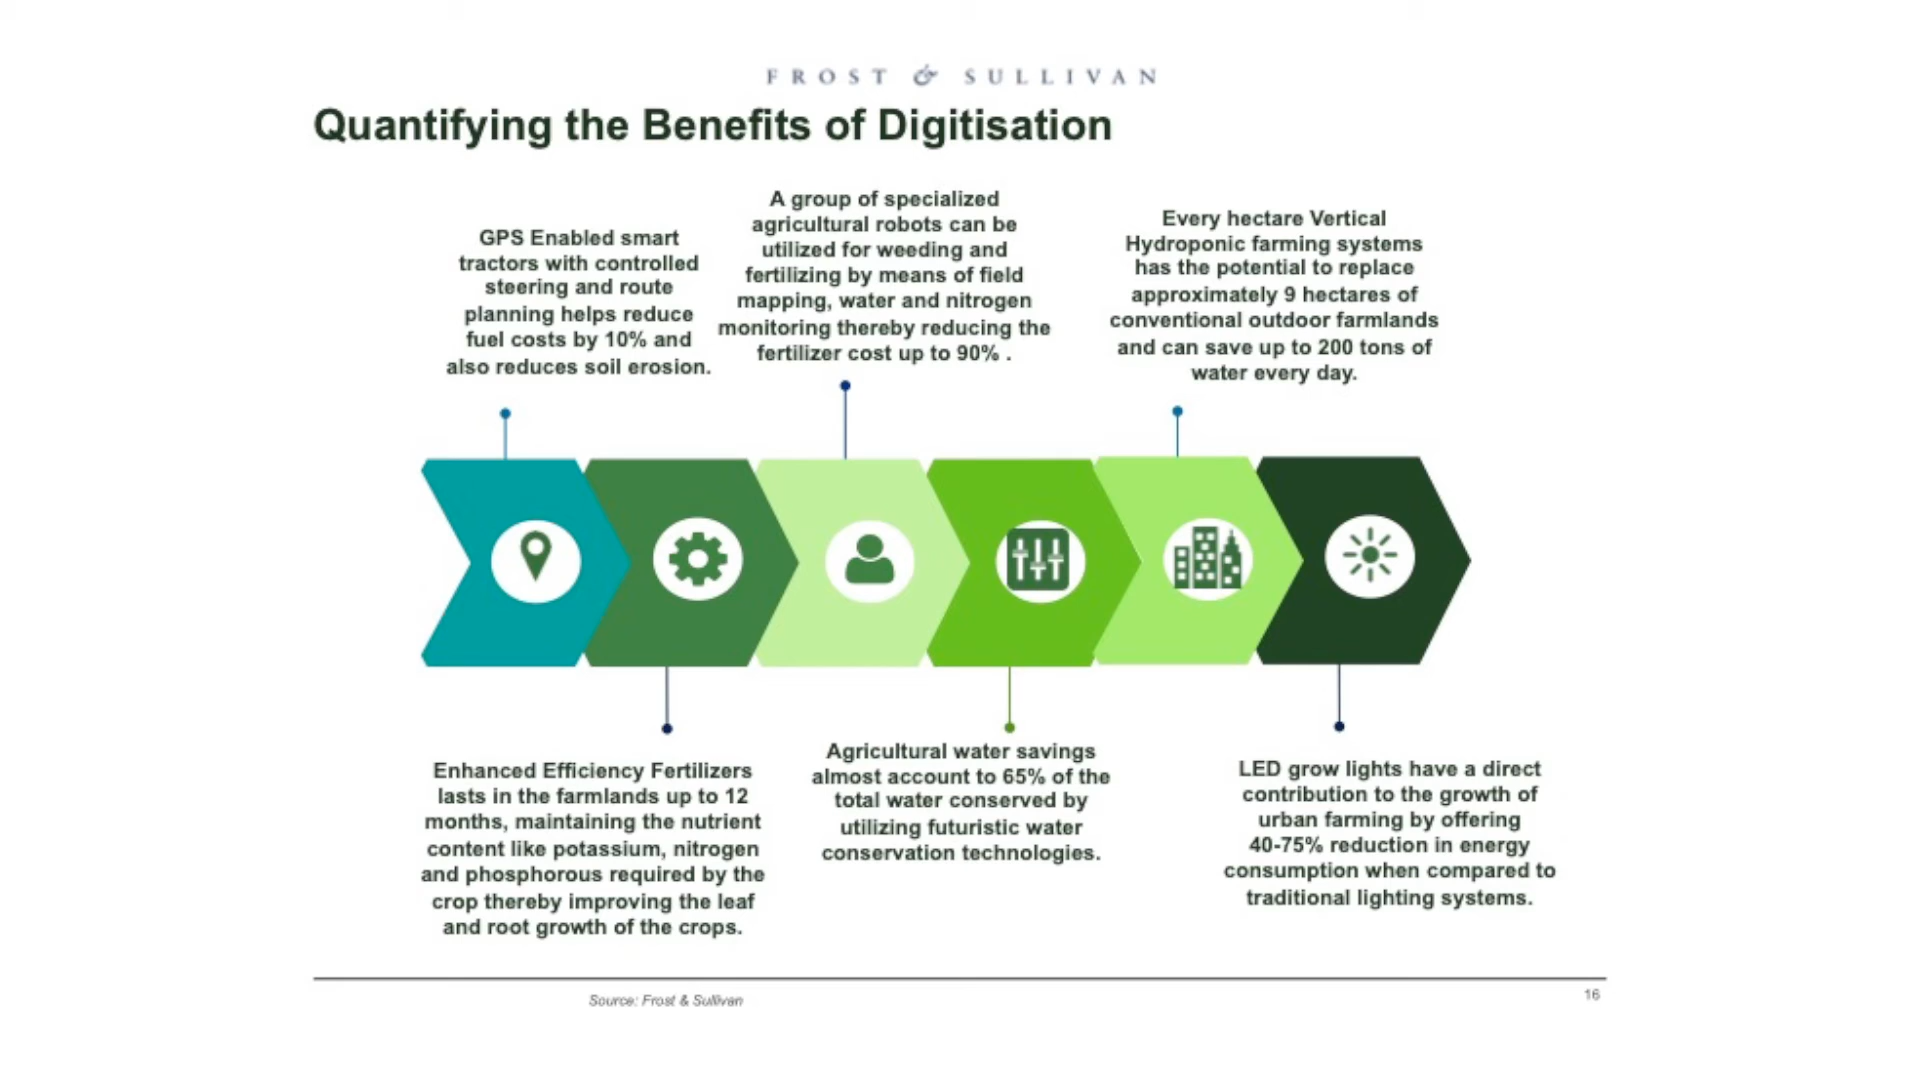 FROST & SULLIVAN
Quantifying the Benefits of Digitisation
GPS Enabled smart
tractors with controlled
steering and route
planning helps reduce
fuel costs by 10% and
also reduces soil erosion.
A group of specialized
agricultural robots can be
utilized for weeding and
fertilizing by means of field
mapping, water and nitrogen
monitoring thereby reducing the
fertilizer cost up to 90% .
Every hectare Vertical
Hydroponic farming systems
has the potential to replace
approximately 9 hectares of
conventional outdoor farmlands
and can save up to 200 tons of
water every day.
Enhanced Efficiency Fertilizers
lasts in the farmlands up to 12
months, maintaining the nutrient
content like potassium, nitrogen
and phosphorous required by the
crop thereby improving the leaf
and root growth of the crops.
Agricultural water savings
almost account to 65% of the
total water conserved by
utilizing futuristic water
conservation technologies.
LED grow lights have a direct
contribution to the growth of
urban farming by offering
40-75% reduction in energy
consumption when compared to
traditional lighting systems.
Source: Frost & Sullivan
16